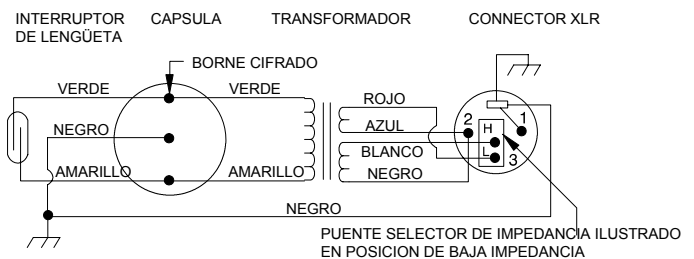 INTERRUPTOR
DE LENGÜETA
CAPSULA
TRANSFORMADOR
CONNECTOR XLR
BORNE CIFRADO
VERDE
VERDE
ROJO
NEGRO
AZUL
2
H
1
BLANCO
L
3
AMARILLO
AMARILLO
NEGRO
NEGRO
PUENTE SELECTOR DE IMPEDANCIA ILUSTRADO
EN POSICION DE BAJA IMPEDANCIA